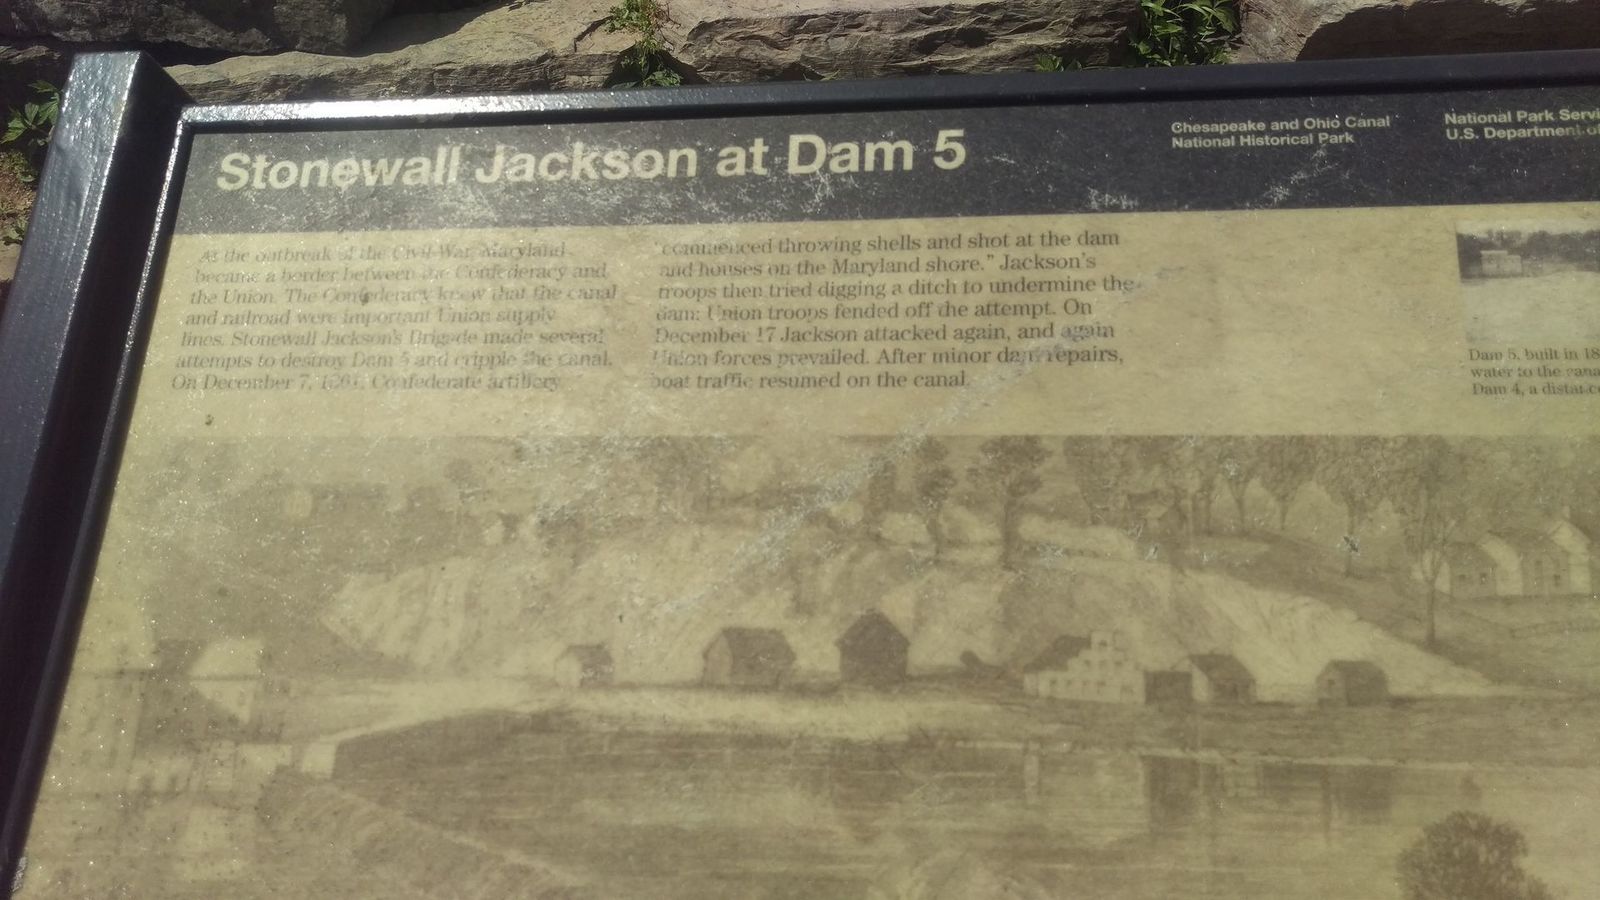 Stonewall Jackson at Dam 5
Chesapeake and Ohio Canal
National Historical Park
National Park Servi
U.S. Department of
At the outbreak of the Civil War, Maryland
became a border between the Confederacy and
the Union. The Confederacy knew that the canal
and railroad were important Union supply
lines. Stonewall Jackson's Brigade made several
attempts to destroy Dam 5 and cripple the canal.
On December 7, 1861, Confederate artillery
"commenced throwing shells and shot at the dam
and houses on the Maryland shore." Jackson's
troops then tried digging a ditch to undermine the
dam; Union troops fended off the attempt. On
December 17 Jackson attacked again, and again
Union forces prevailed. After minor dam repairs,
boat traffic resumed on the canal.
Dam 5, built in 18
water to the cana
Dam 4, a distance